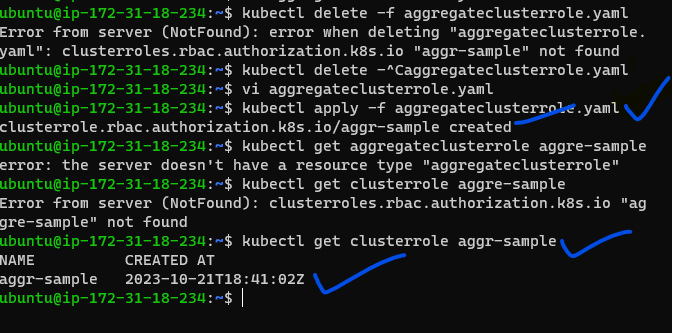 ubuntu@ip-172-31-18-234:~$ kubectl delete -f aggregateclusterrole.yaml
Error from server (NotFound): error when deleting "aggregateclusterrole.
yaml": clusterroles.rbac.authorization.k8s.io "aggr-sample" not found
ubuntu@ip-172-31-18-234:~$ kubectl delete -^Caggregateclusterrole.yaml
ubuntu@ip-172-31-18-234:~$ vi aggregateclusterrole.yaml
ubuntu@ip-172-31-18-234:~$ kubectl apply -f aggregateclusterrole.yaml
clusterrole.rbac.authorization.k8s.io/aggr-sample created
ubuntu@ip-172-31-18-234:~$ kubectl get aggregateclusterrole aggre-sample
error: the server doesn't have a resource type "aggregateclusterrole"
ubuntu@ip-172-31-18-234:~$ kubectl get clusterrole aggre-sample
Error from server (NotFound): clusterroles.rbac.authorization.k8s.io "ag
gre-sample" not found
ubuntu@ip-172-31-18-234:~$ kubectl get clusterrole aggr-sample
NAME CREATED AT
aggr-sample 2023-10-21T18:41:02Z
ubuntu@ip-172-31-18-234:~$